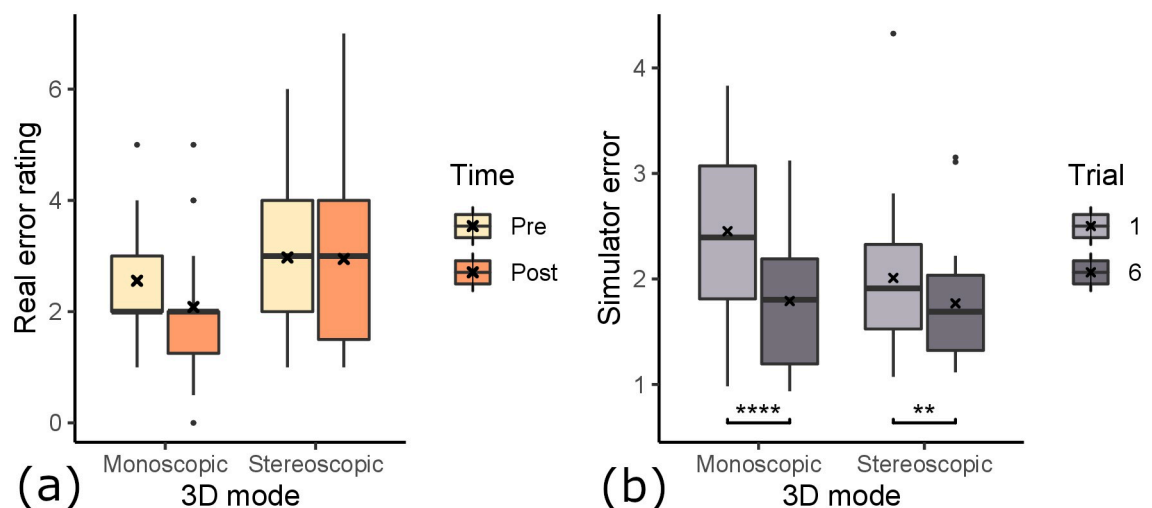 Real error rating
6
4
2
0
Monoscopic Stereoscopic
3D mode
(a)
Time
Pre
Post
Simulator error
4
3
2
1
**** **
Monoscopic Stereoscopic
3D mode
(b)
Trial
1
6